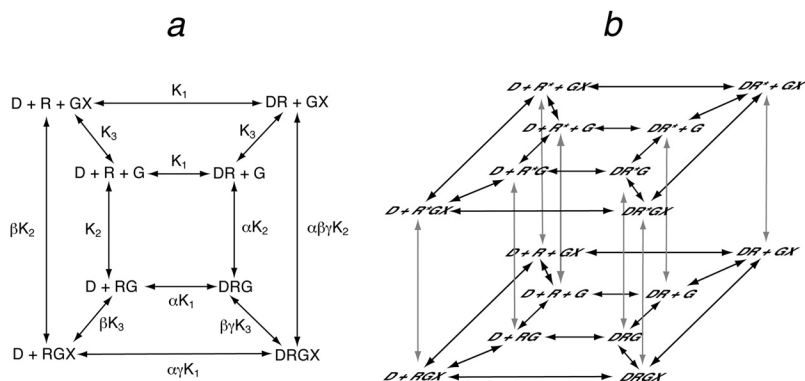 a
b
D + R + GX
K₁
DR + GX
K₃
K₃
D + R + G
K₁
DR + G
βK₂
K₂
αK₂
αβγK₂
D + RG
αK₁
DRG
βK₃
βγK₃
D + RGX
αγK₁
DRGX
D + R* + GX
DR* + GX
D + R* + G
DR* + G
D + R*G
DR*G
D + R*GX
DR*GX
D + R + GX
DR + GX
D + R + G
DR + G
D + RG
DRG
D + RGX
DRGX